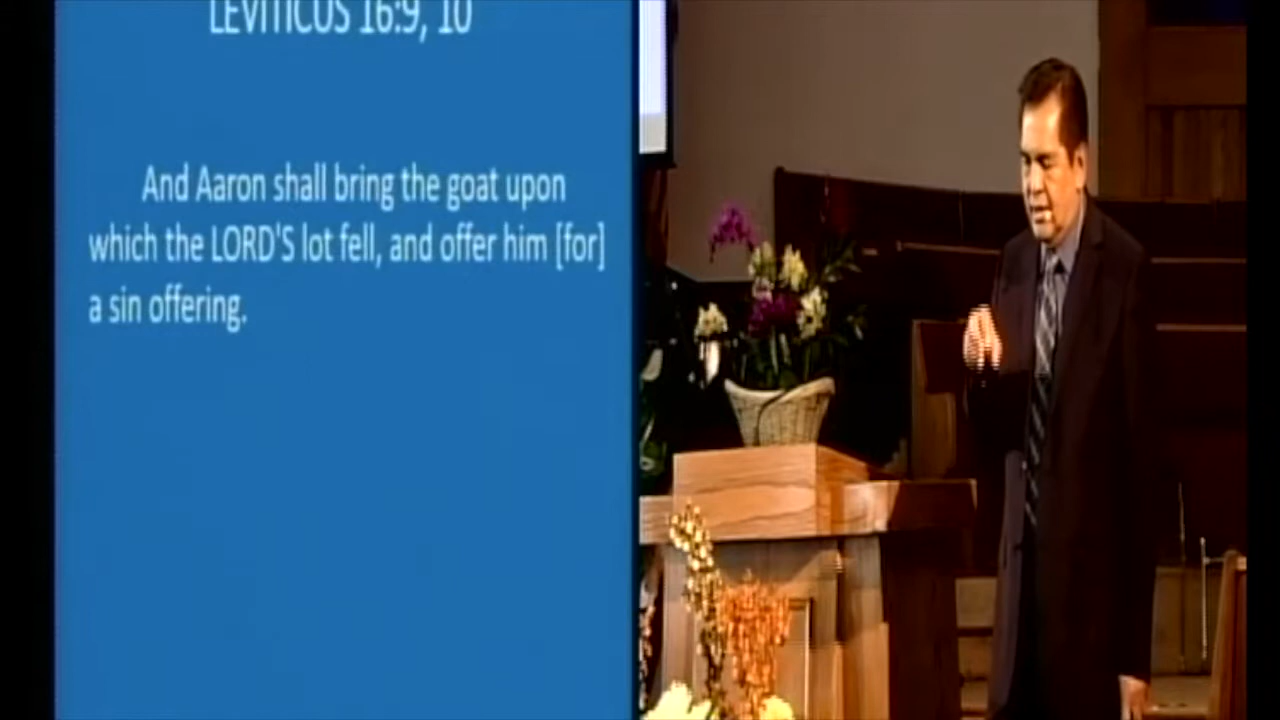 LEVITICUS 16:9, 10
And Aaron shall bring the goat upon
which the LORD'S lot fell, and offer him [for]
a sin offering.